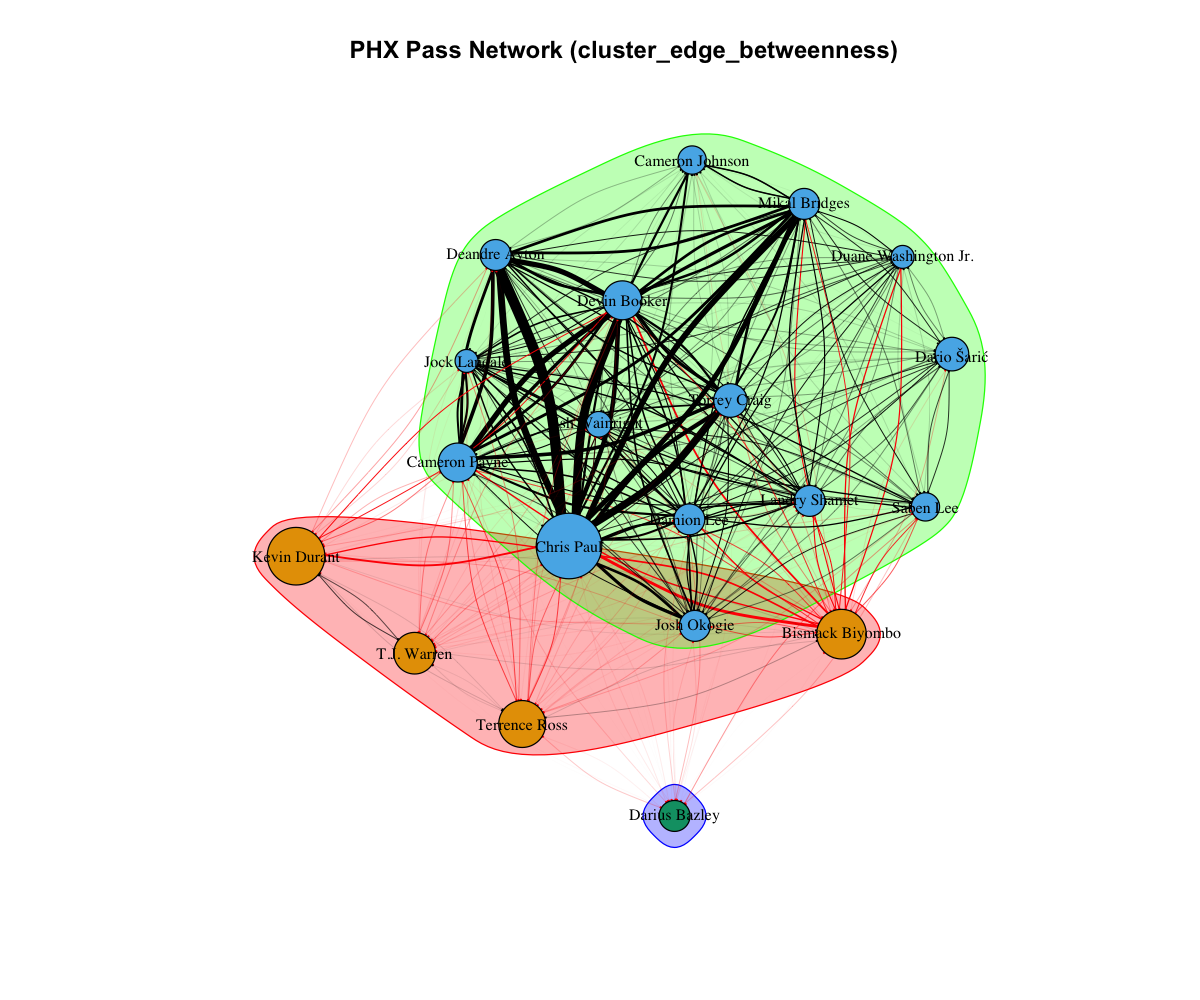 PHX Pass Network (cluster_edge_betweenness)
Cameron Johnson
Mikal Bridges
Deandre Ayton
Duane Washington Jr.
Devin Booker
Dario Šarić
Jock Landale
Torrey Craig
Wainright
Cameron Payne
Landry Shamet
Saben Lee
Damion Lee
Chris Paul
Kevin Durant
Josh Okogie
Bismack Biyombo
T.J. Warren
Terrence Ross
Darius Bazley